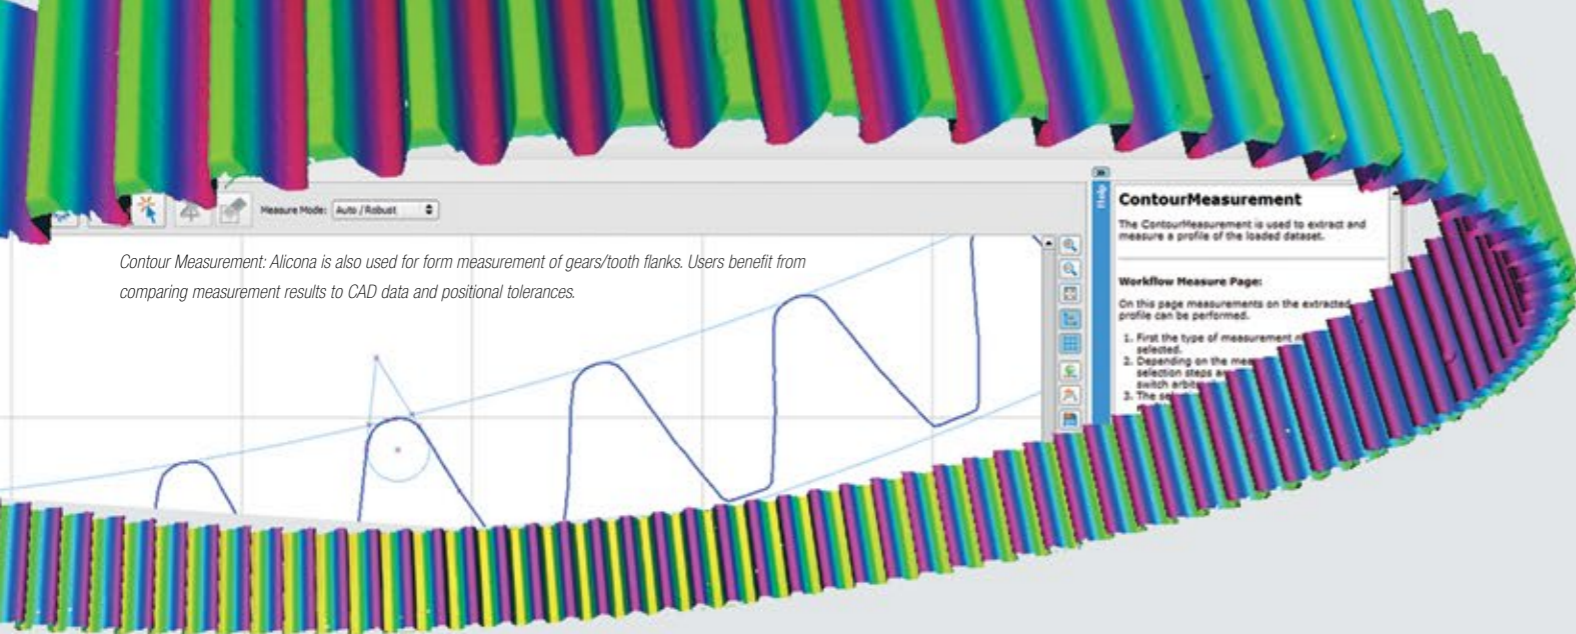 Measure Mode: Auto / Robust
Contour Measurement: Alicona is also used for form measurement of gears/tooth flanks. Users benefit from
comparing measurement results to CAD data and positional tolerances.
Help
ContourMeasurement
The ContourMeasurement is used to extract and
measure a profile of the loaded dataset.
Workflow Measure Page:
On this page measurements on the extracted
profile can be performed.
1. First the type of measurement
selected.
2. Depending on the
selection steps
switch
3. The